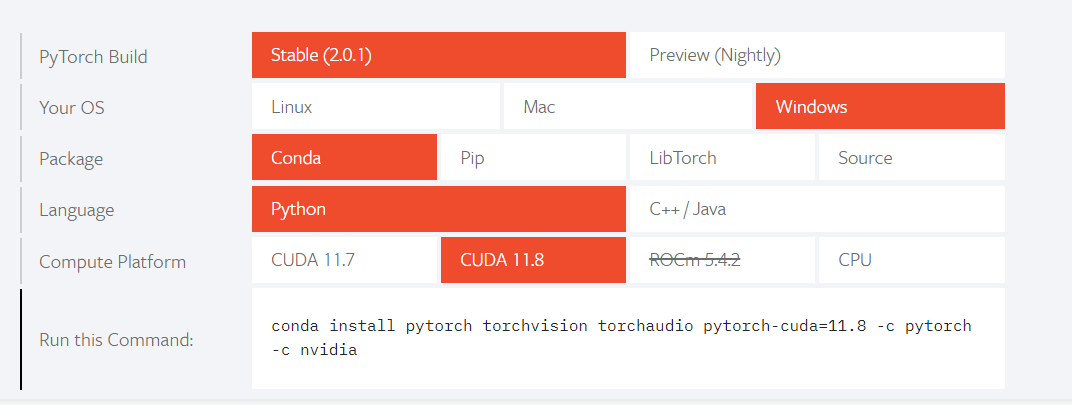 PyTorch Build
Stable (2.0.1)
Preview (Nightly)
Your OS
Linux
Mac
Windows
Package
Conda
Pip
LibTorch
Source
Language
Python
C++ / Java
Compute Platform
CUDA 11.7
CUDA 11.8
ROCm 5.4.2
CPU
Run this Command:
conda install pytorch torchvision torchaudio pytorch-cuda=11.8 -c pytorch
-c nvidia